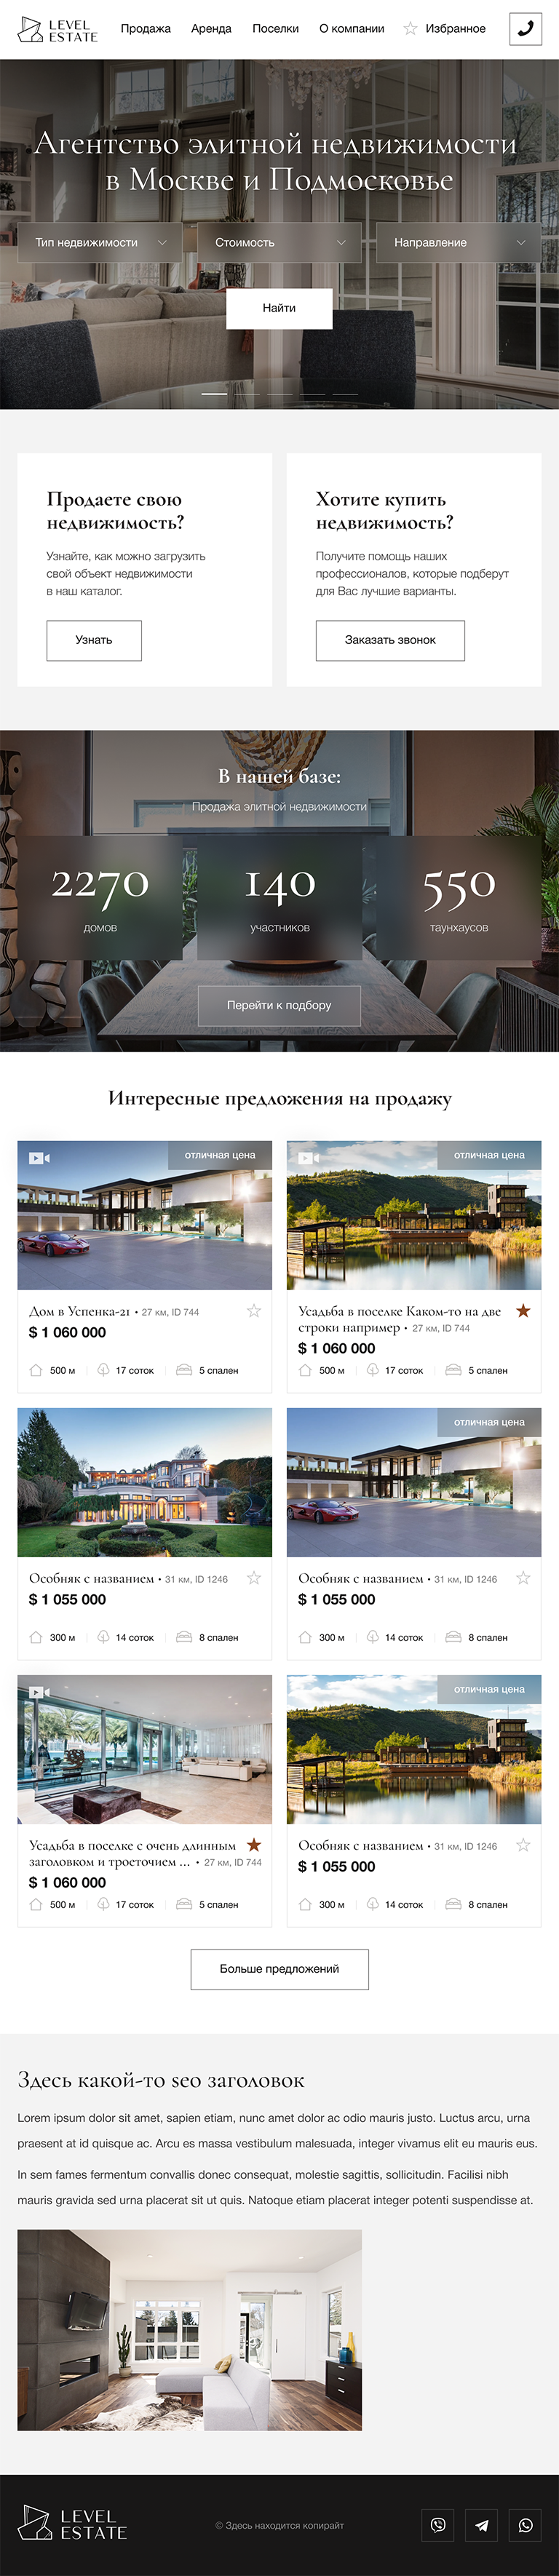 LEVEL
ESTATE
Продажа Аренда Поселки О компании Избранное
Агентство элитной недвижимости
в Москве и Подмосковье
Тип недвижимости Стоимость Направление
Найти
Продаете свою
недвижимость?
Узнайте, как можно загрузить
свой объект недвижимости
в наш каталог.
Узнать
Хотите купить
недвижимость?
Получите помощь наших
профессионалов, которые подберут
для Вас лучшие варианты.
Заказать звонок
В нашей базе:
Продажа элитной недвижимости
2270 140 550
домов участников таунхаусов
Перейти к подбору
Интересные предложения на продажу
отличная цена
Дом в Успенка-21 • 27 км, ID 744
$ 1 060 000
500 м 17 соток 5 спален
отличная цена
Усадьба в поселке Каком-то на две
строки например • 27 км, ID 744
$ 1 060 000
500 м 17 соток 5 спален
Особняк с названием • 31 км, ID 1246
$ 1 055 000
300 м 14 соток 8 спален
отличная цена
Особняк с названием • 31 км, ID 1246
$ 1 055 000
300 м 14 соток 8 спален
Усадьба в поселке с очень длинным
заголовком и троеточием ... • 27 км, ID 744
$ 1 060 000
500 м 17 соток 5 спален
отличная цена
Особняк с названием • 31 км, ID 1246
$ 1 055 000
300 м 14 соток 8 спален
Больше предложений
Здесь какой-то seo заголовок
Lorem ipsum dolor sit amet, sapien etiam, nunc amet dolor ac odio mauris justo. Luctus arcu, urna
praesent at id quisque ac. Arcu es massa vestibulum malesuada, integer vivamus elit eu mauris eus.
In sem fames fermentum convallis donec consequat, molestie sagittis, sollicitudin. Facilisi nibh
mauris gravida sed urna placerat sit ut quis. Natoque etiam placerat integer potenti suspendisse at.
LEVEL
ESTATE
© Здесь находится копирайт